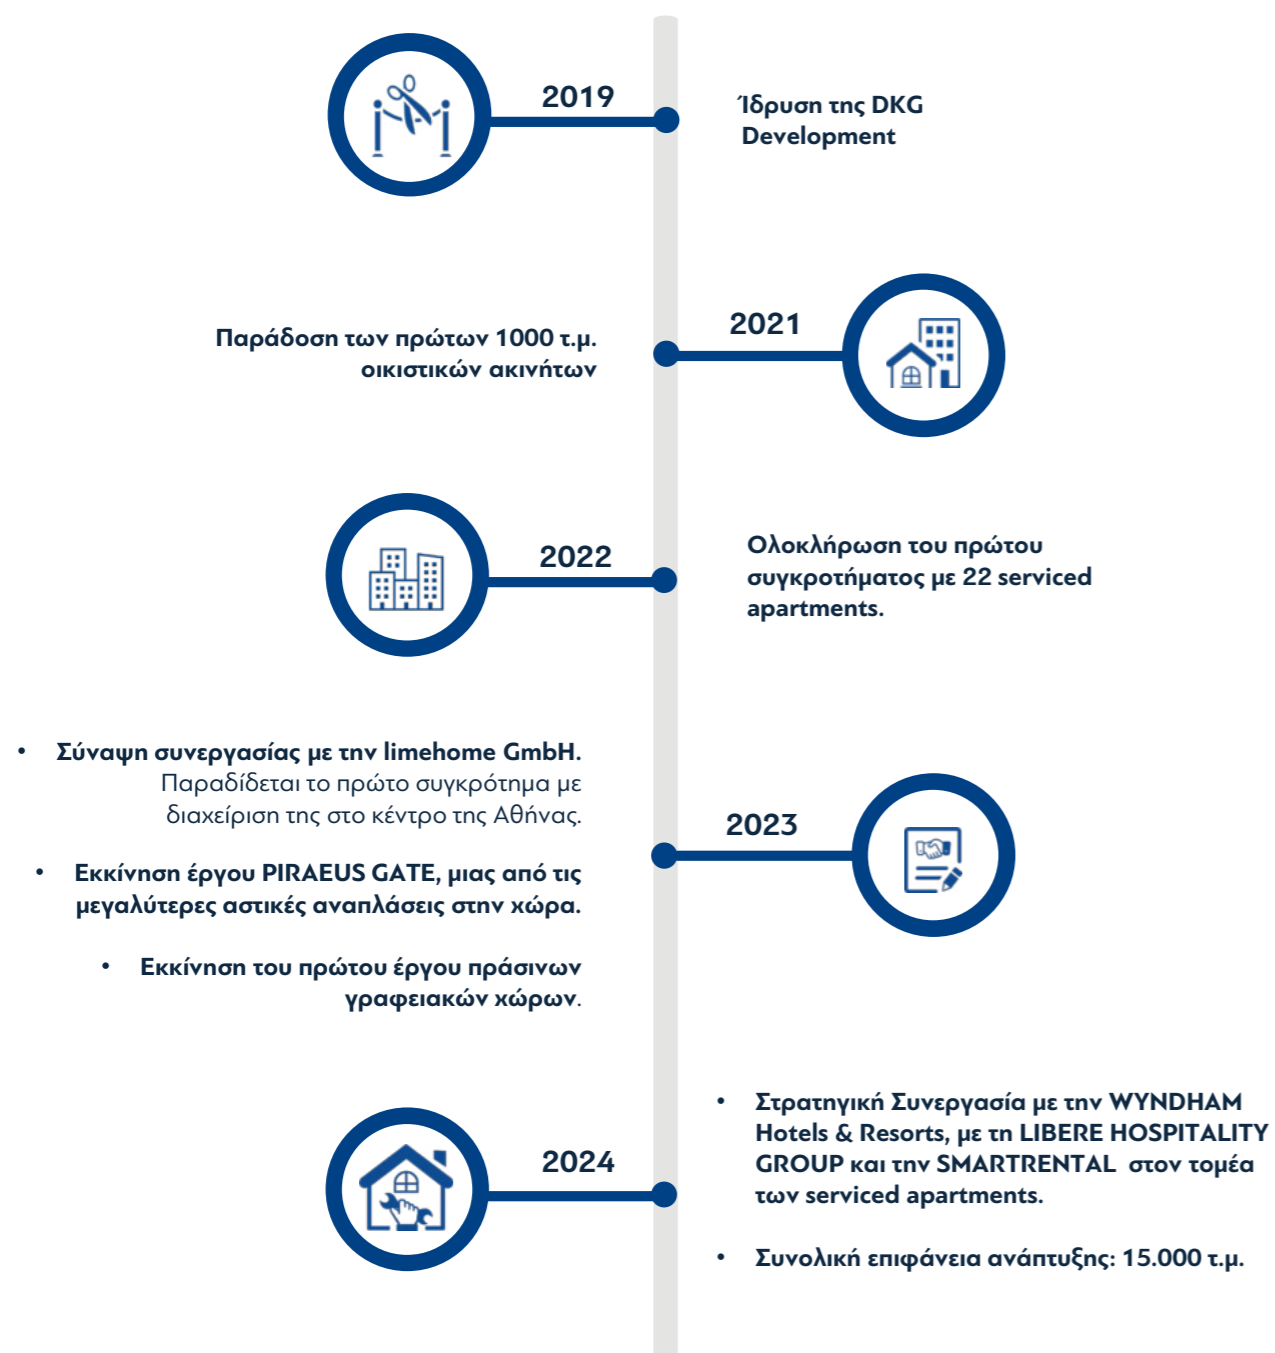 2019
Ίδρυση της DKG
Development
2021
Παράδοση των πρώτων 1000 τ.μ.
οικιστικών ακινήτων
2022
Ολοκλήρωση του πρώτου
συγκροτήματος με 22 serviced
apartments.
2023
• Σύναψη συνεργασίας με την limehome GmbH.
Παραδίδεται το πρώτο συγκρότημα με
διαχείριση της στο κέντρο της Αθήνας.
• Εκκίνηση έργου PIRAEUS GATE, μιας από τις
μεγαλύτερες αστικές αναπλάσεις στην χώρα.
• Εκκίνηση του πρώτου έργου πράσινων
γραφειακών χώρων.
2024
• Στρατηγική Συνεργασία με την WYNDHAM
Hotels & Resorts, με τη LIBERE HOSPITALITY
GROUP και την SMARTRENTAL στον τομέα
των serviced apartments.
• Συνολική επιφάνεια ανάπτυξης: 15.000 τ.μ.